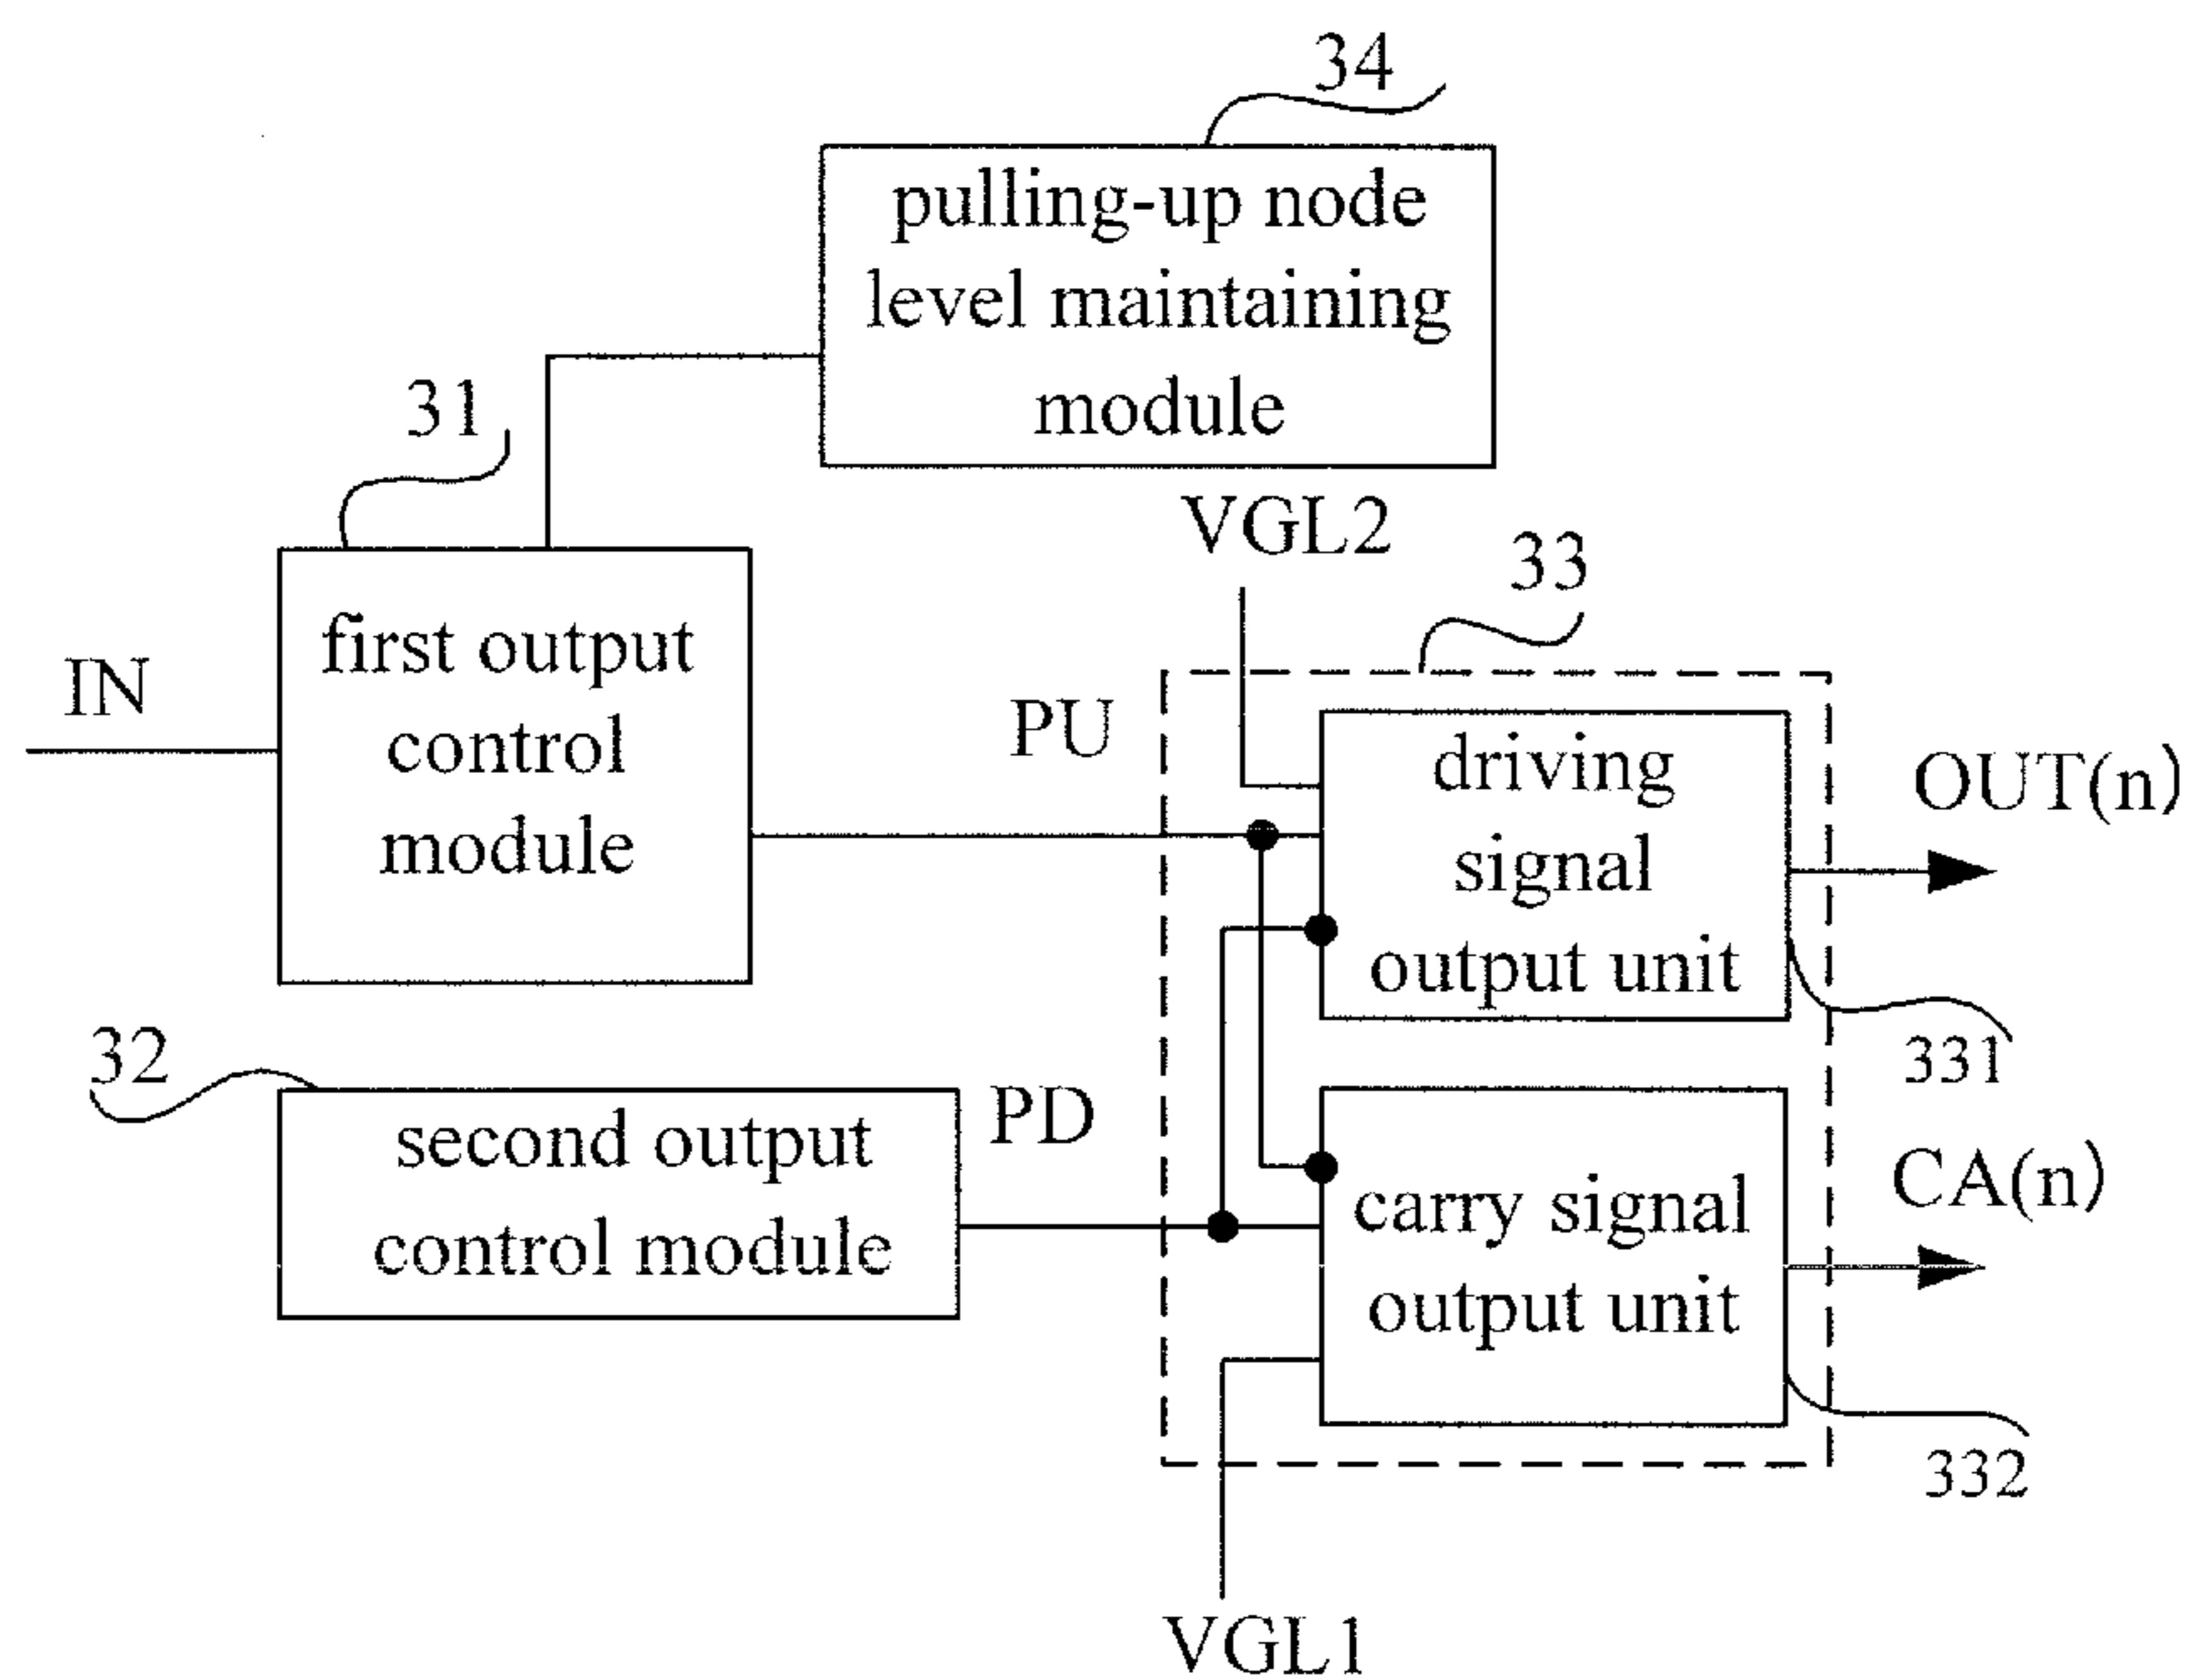 34
pulling-up node
level maintaining
module
31
VGL2
33
first output
control
module
IN
PU
driving
signal
output unit
OUT(n)
331
32
second output
control module
PD
carry signal
output unit
CA(n)
332
VGL1